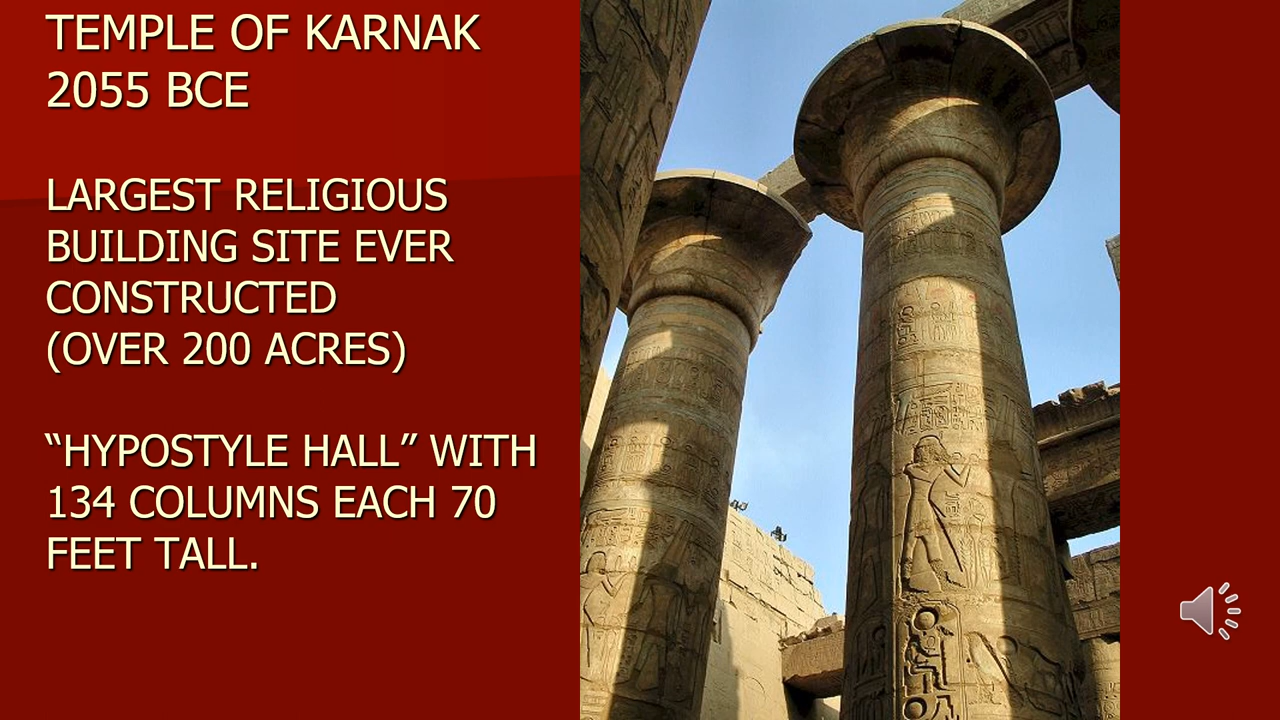 TEMPLE OF KARNAK
2055 BCE
LARGEST RELIGIOUS
BUILDING SITE EVER
CONSTRUCTED
(OVER 200 ACRES)
“HYPOSTYLE HALL” WITH
134 COLUMNS EACH 70
FEET TALL.